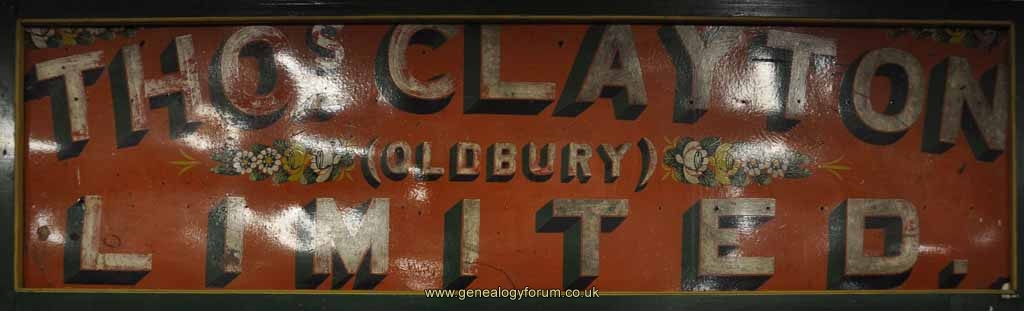 THOS CLAYTON
(OLDBURY)
LIMITED.
www.genealogyforum.co.uk